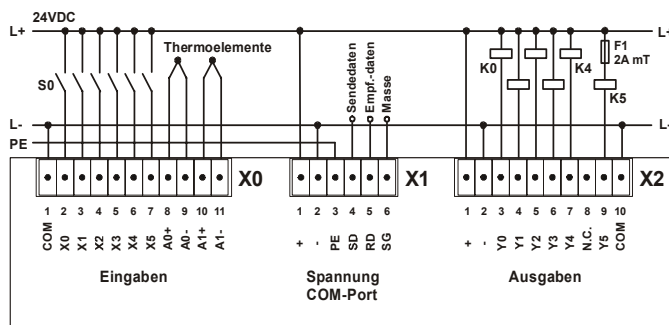 24VDC
L+ L+
Thermoelemente
Sendedaten
Empf.-daten
Masse
F1
2A mT
S0
K0
K4
K5
L- L-
PE
X0
X1
X2
1 2 3 4 5 6 7 8 9 10 11
1 2 3 4 5 6
1 2 3 4 5 6 7 8 9 10
COM X0 X1 X2 X3 X4 X5 A0+ A0- A1+ A1-
+ - PE SD RD SG
+ - Y0 Y1 Y2 Y3 Y4 N.C. Y5 COM
Eingaben
Spannung
COM-Port
Ausgaben